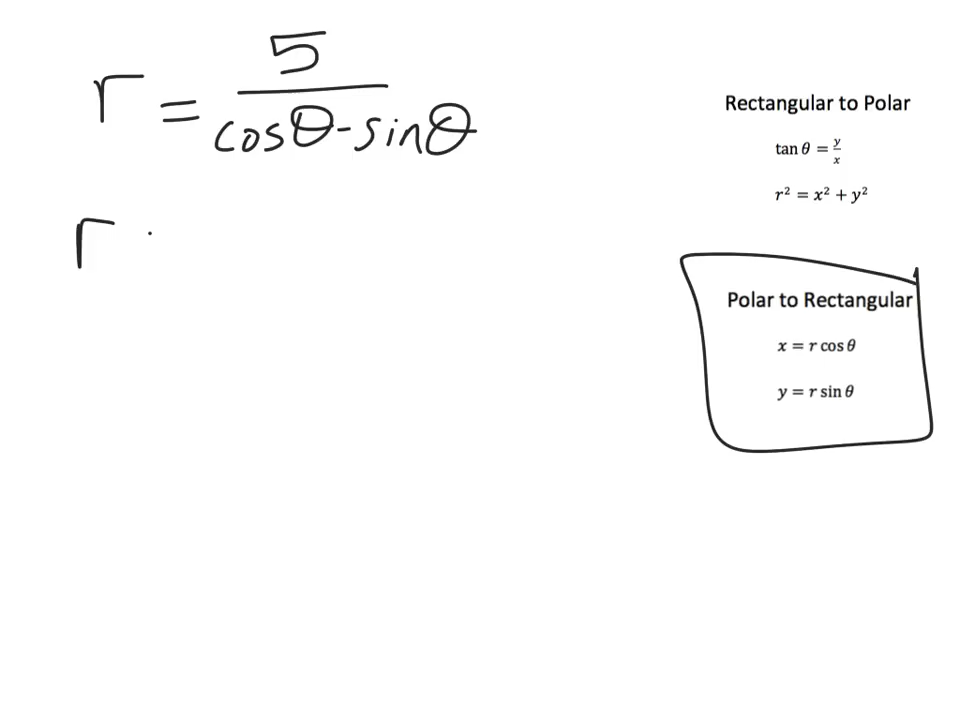 r = 5 / (cosθ - sinθ)
r ·
Rectangular to Polar
tan θ = y/x
r² = x² + y²
Polar to Rectangular
x = r cos θ
y = r sin θ